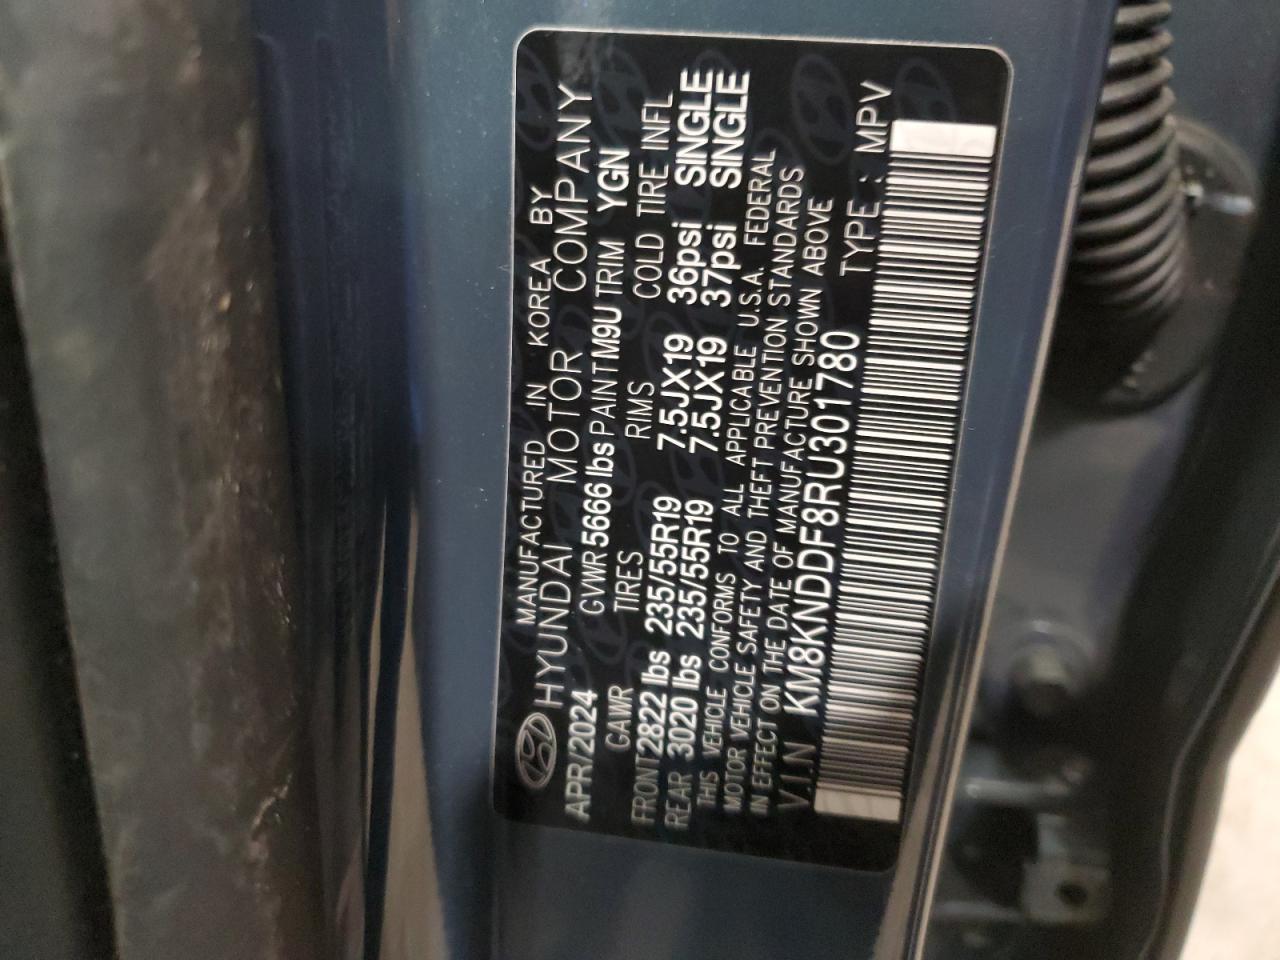 MANUFACTURED IN KOREA BY
HYUNDAI MOTOR COMPANY
APR/2024 GVWR 5666 lbs PAINT M9U TRIM YGN
GAWR TIRES RIMS COLD TIRE INFL
FRONT 2822 lbs 235/55R19 7.5JX19 36psi SINGLE
REAR 3020 lbs 235/55R19 7.5JX19 37psi SINGLE
THIS VEHICLE CONFORMS TO ALL APPLICABLE U.S.A. FEDERAL
MOTOR VEHICLE SAFETY AND THEFT PREVENTION STANDARDS
IN EFFECT ON THE DATE OF MANUFACTURE SHOWN ABOVE
V.I.N KM8KNDDF8RU301780 TYPE : MPV